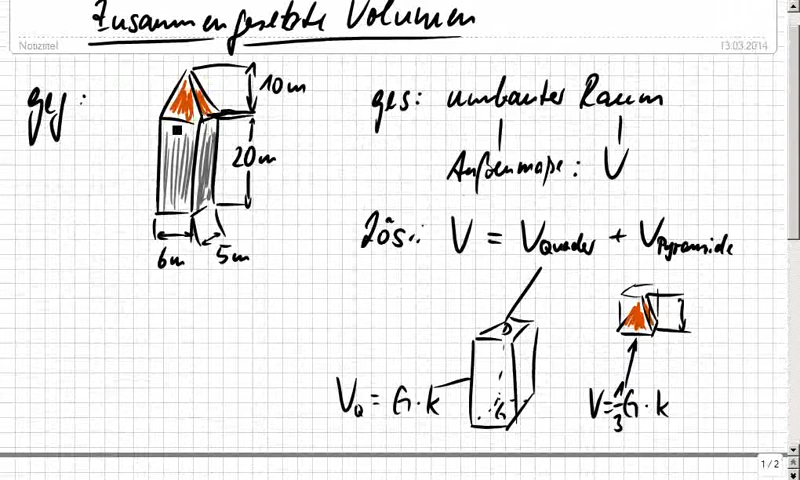 Zusammengesetzte Volumen
Notiztitel
13.03.2014
geg:
10m
20m
6m
5m
ges: umbauter Raum
Außenmaße: V
Lös.: V = VQuader + VPyramide
VQ = G · k
G
V = 1/3 G · k
1 / 2